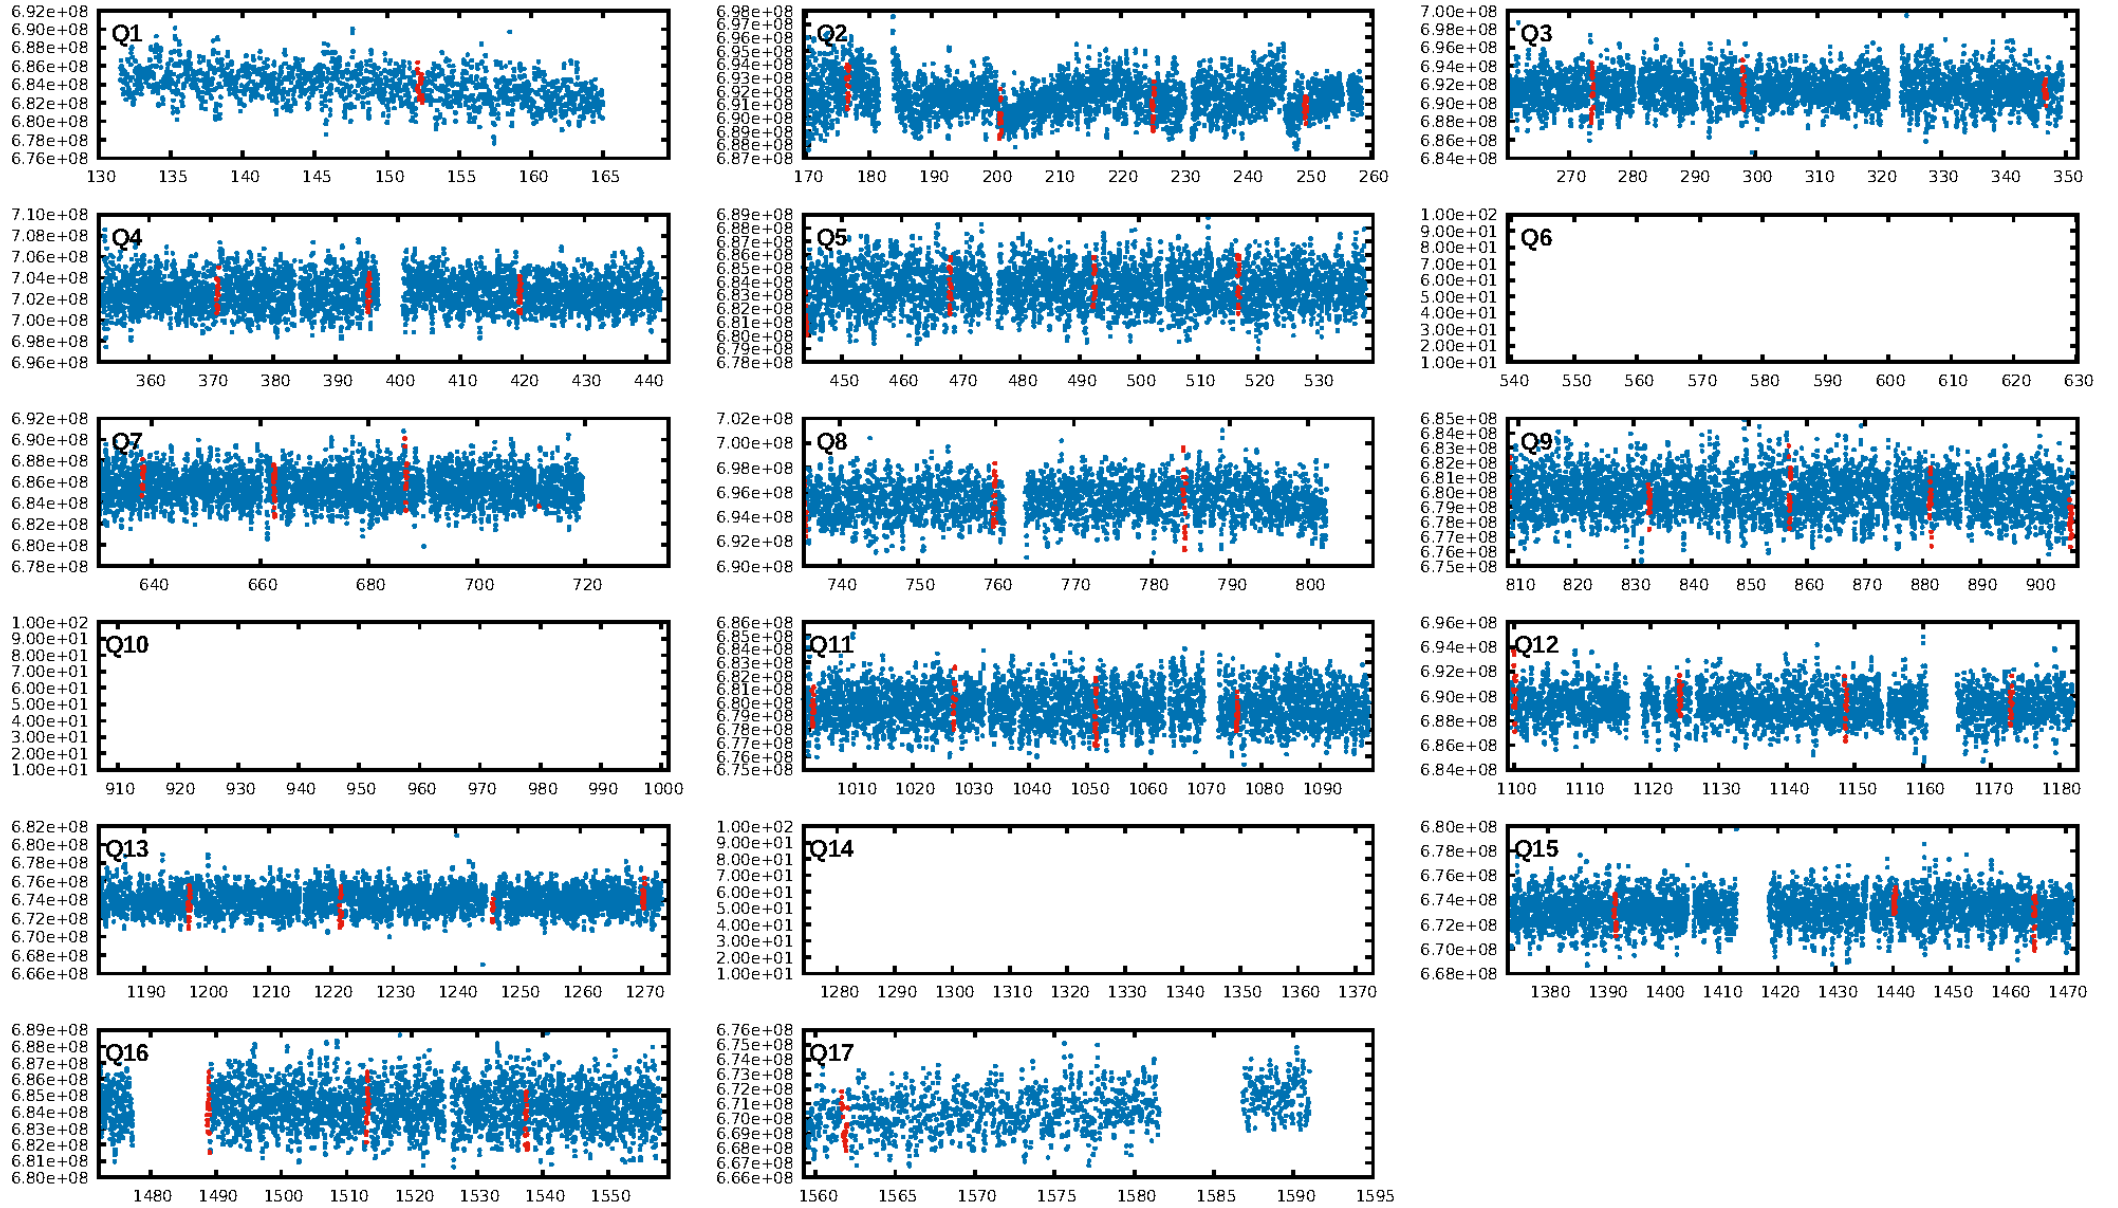 6.92e+08
6.90e+08
6.88e+08
6.86e+08
6.84e+08
6.82e+08
6.80e+08
6.78e+08
6.76e+08
Q1
130 135 140 145 150 155 160 165
6.98e+08
6.97e+08
6.96e+08
6.95e+08
6.94e+08
6.93e+08
6.92e+08
6.91e+08
6.90e+08
6.89e+08
6.88e+08
6.87e+08
Q2
170 180 190 200 210 220 230 240 250 260
7.00e+08
6.98e+08
6.96e+08
6.94e+08
6.92e+08
6.90e+08
6.88e+08
6.86e+08
6.84e+08
Q3
270 280 290 300 310 320 330 340 350
7.10e+08
7.08e+08
7.06e+08
7.04e+08
7.02e+08
7.00e+08
6.98e+08
6.96e+08
Q4
360 370 380 390 400 410 420 430 440
6.89e+08
6.88e+08
6.87e+08
6.86e+08
6.85e+08
6.84e+08
6.83e+08
6.82e+08
6.81e+08
6.80e+08
6.79e+08
6.78e+08
Q5
450 460 470 480 490 500 510 520 530
1.00e+02
9.00e+01
8.00e+01
7.00e+01
6.00e+01
5.00e+01
4.00e+01
3.00e+01
2.00e+01
1.00e+01
Q6
540 550 560 570 580 590 600 610 620 630
6.92e+08
6.90e+08
6.88e+08
6.86e+08
6.84e+08
6.82e+08
6.80e+08
6.78e+08
Q7
640 660 680 700 720
7.02e+08
7.00e+08
6.98e+08
6.96e+08
6.94e+08
6.92e+08
6.90e+08
Q8
740 750 760 770 780 790 800
6.85e+08
6.84e+08
6.83e+08
6.82e+08
6.81e+08
6.80e+08
6.79e+08
6.78e+08
6.77e+08
6.76e+08
6.75e+08
Q9
810 820 830 840 850 860 870 880 890 900
1.00e+02
9.00e+01
8.00e+01
7.00e+01
6.00e+01
5.00e+01
4.00e+01
3.00e+01
2.00e+01
1.00e+01
Q10
910 920 930 940 950 960 970 980 990 1000
6.86e+08
6.85e+08
6.84e+08
6.83e+08
6.82e+08
6.81e+08
6.80e+08
6.79e+08
6.78e+08
6.77e+08
6.76e+08
6.75e+08
Q11
1010 1020 1030 1040 1050 1060 1070 1080 1090
6.96e+08
6.94e+08
6.92e+08
6.90e+08
6.88e+08
6.86e+08
6.84e+08
Q12
1100 1110 1120 1130 1140 1150 1160 1170 1180
6.82e+08
6.80e+08
6.78e+08
6.76e+08
6.74e+08
6.72e+08
6.70e+08
6.68e+08
6.66e+08
Q13
1190 1200 1210 1220 1230 1240 1250 1260 1270
1.00e+02
9.00e+01
8.00e+01
7.00e+01
6.00e+01
5.00e+01
4.00e+01
3.00e+01
2.00e+01
1.00e+01
Q14
1280 1290 1300 1310 1320 1330 1340 1350 1360 1370
6.80e+08
6.78e+08
6.76e+08
6.74e+08
6.72e+08
6.70e+08
6.68e+08
Q15
1380 1390 1400 1410 1420 1430 1440 1450 1460 1470
6.89e+08
6.88e+08
6.87e+08
6.86e+08
6.85e+08
6.84e+08
6.83e+08
6.82e+08
6.81e+08
6.80e+08
Q16
1480 1490 1500 1510 1520 1530 1540 1550
6.76e+08
6.75e+08
6.74e+08
6.73e+08
6.72e+08
6.71e+08
6.70e+08
6.69e+08
6.68e+08
6.67e+08
6.66e+08
Q17
1560 1565 1570 1575 1580 1585 1590 1595